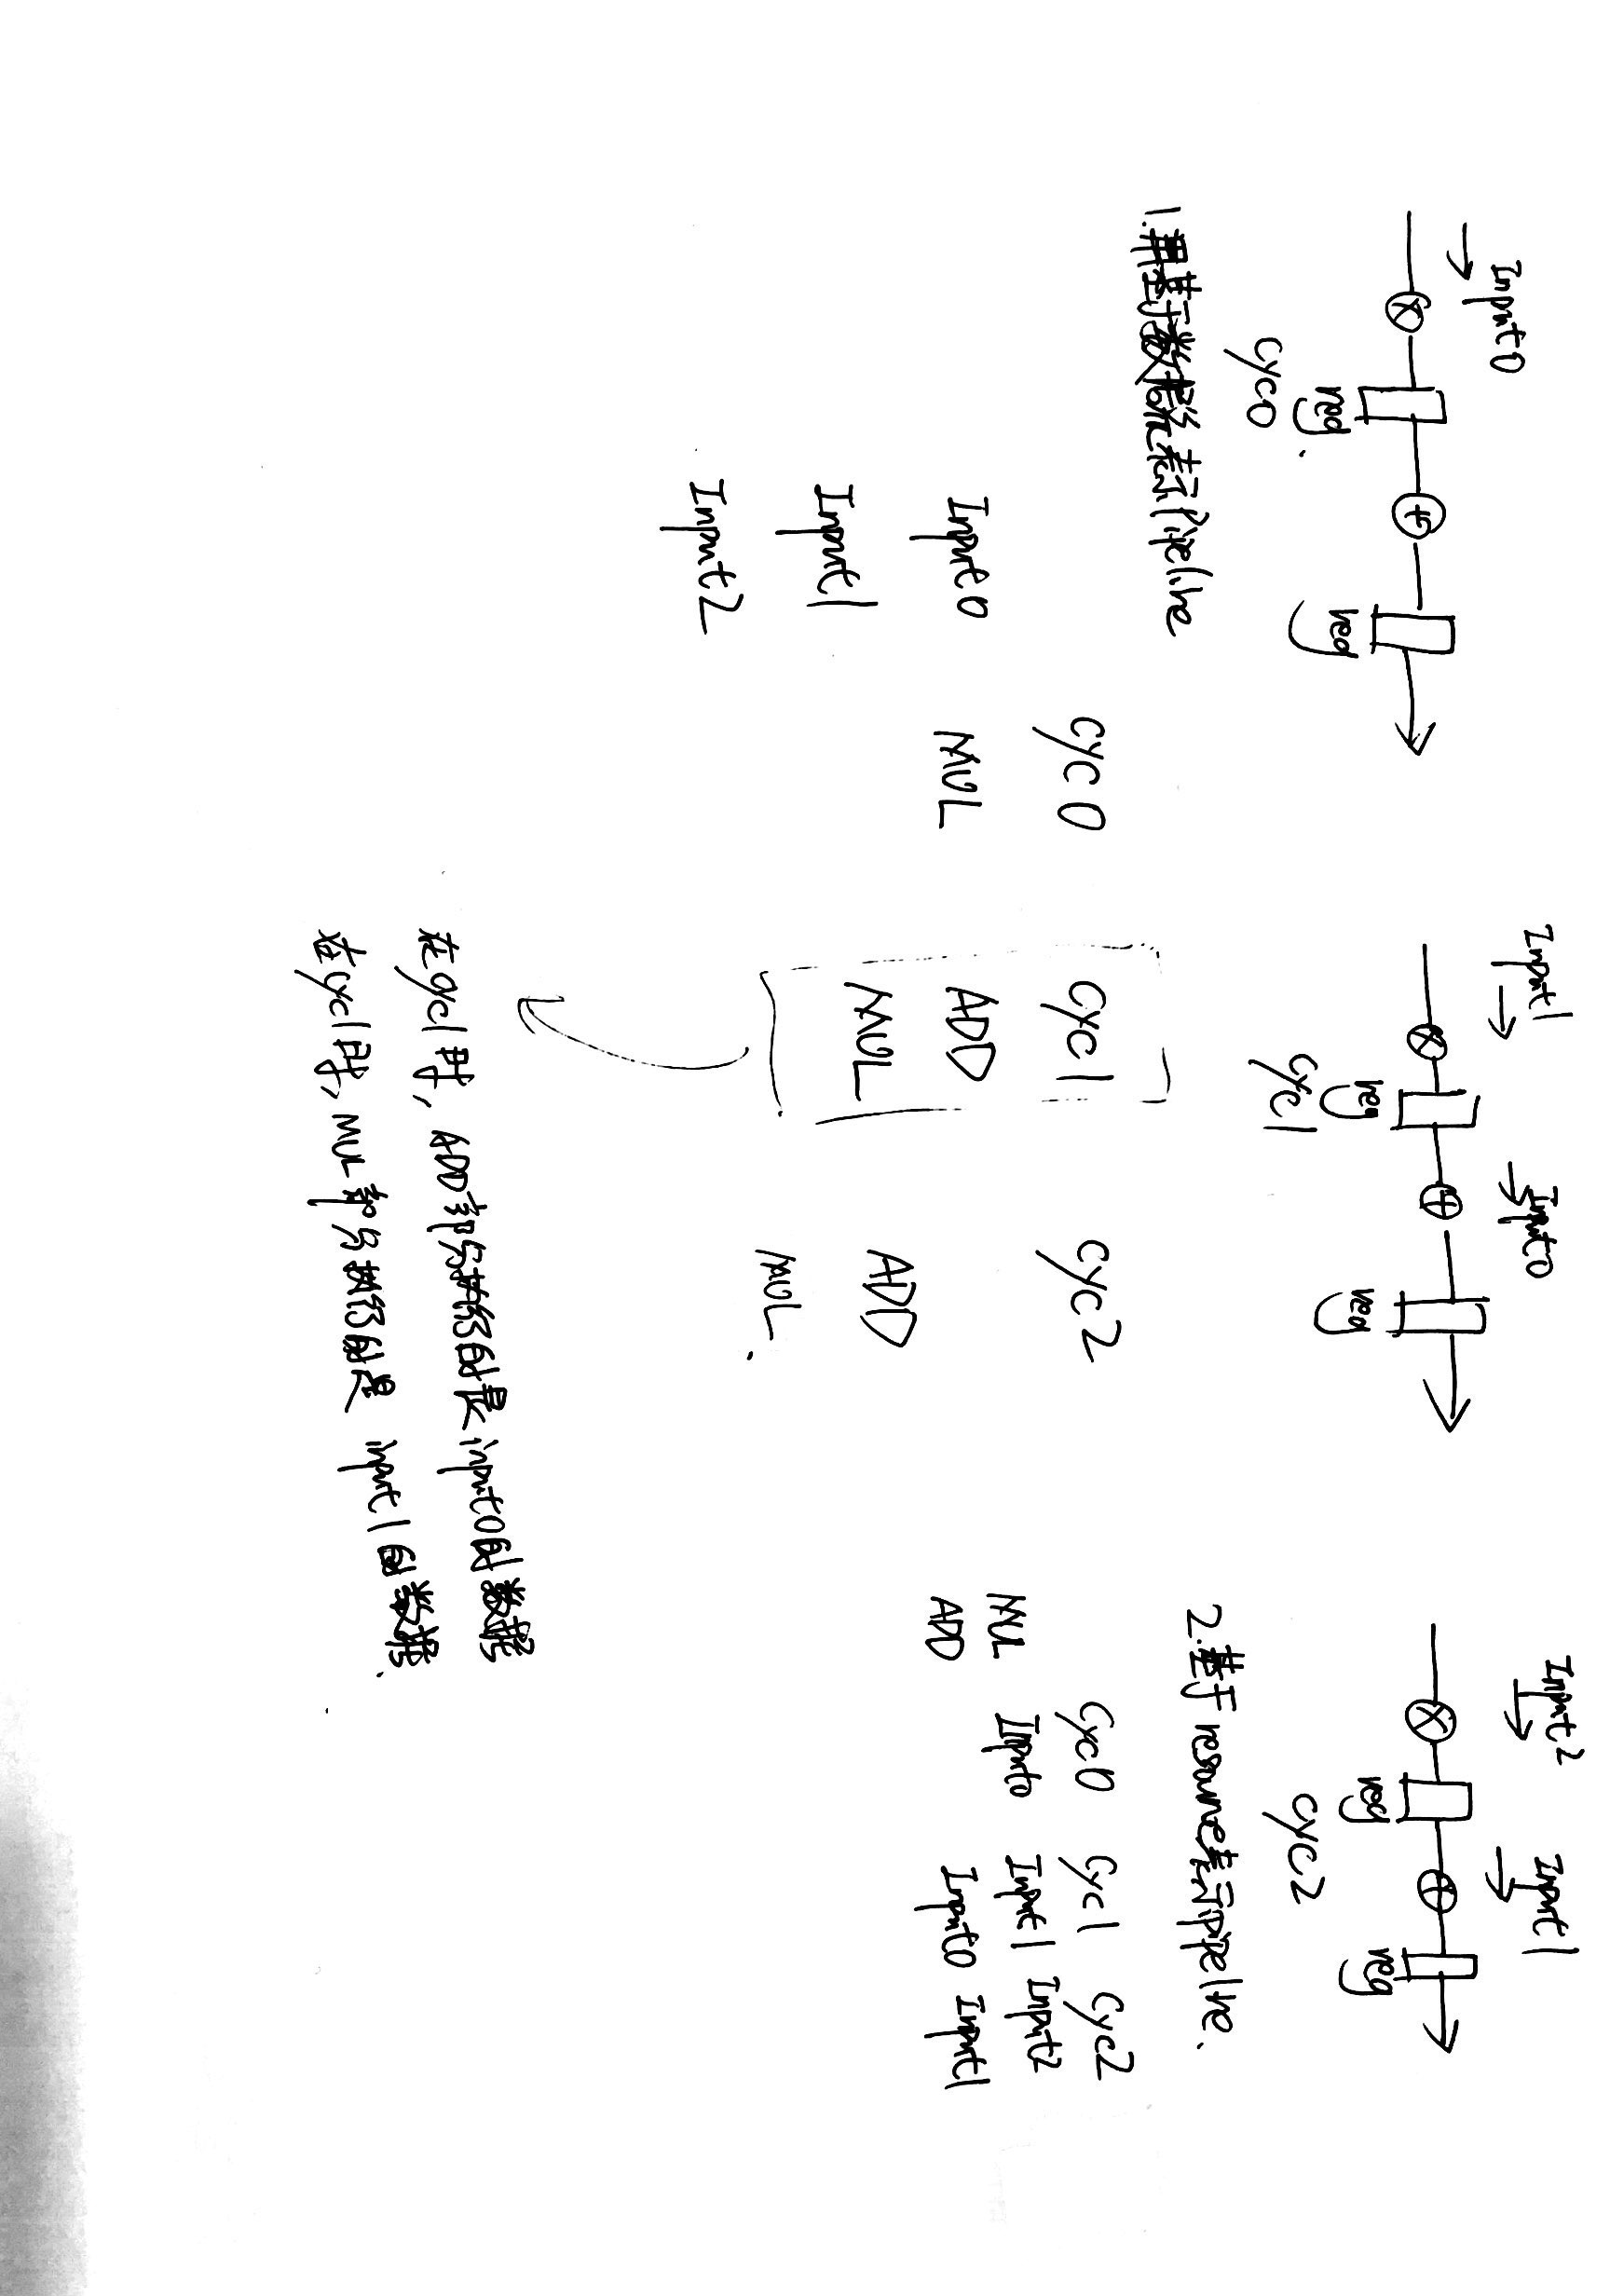 Input0
Input1
Input0
Input2
Input1
reg.
reg
reg
reg
reg
reg
cyc0
cyc1
cyc2
1.用基于数据流表示Pipeline
2.基于resource表示pipeline.
cyc0 cyc1 cyc2
Input0 MUL ADD
Input1 MUL ADD
Input2 MUL.
Cyc0 Cyc1 Cyc2
MUL Input0 Input1 Input2
ADD Input0 Input1
在cyc1时, ADD部分执行的是input0的数据
在cyc1时, MUL部分执行的是 input1的数据.